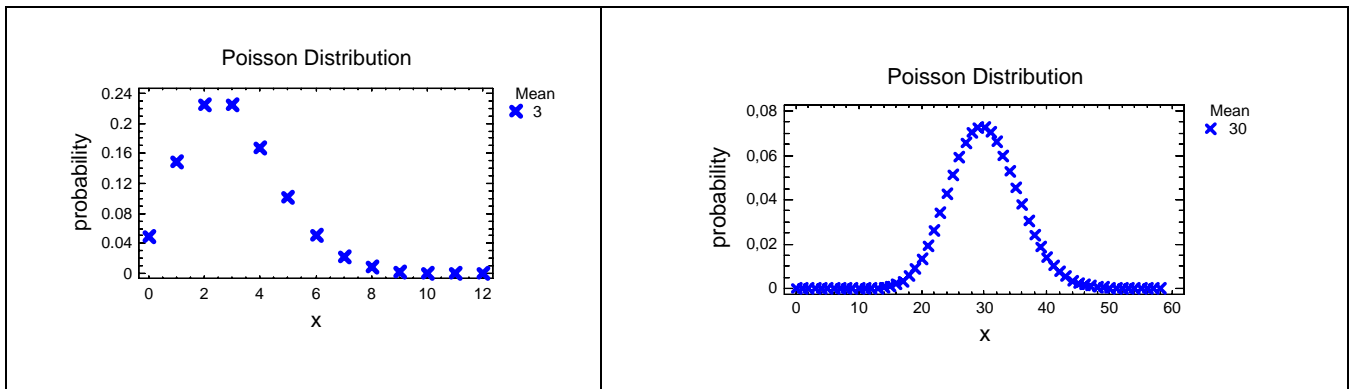 Poisson Distribution
Mean
3
probability
0.24
0.2
0.16
0.12
0.08
0.04
0
0 2 4 6 8 10 12
x
Poisson Distribution
Mean
30
probability
0,08
0,06
0,04
0,02
0
0 10 20 30 40 50 60
x